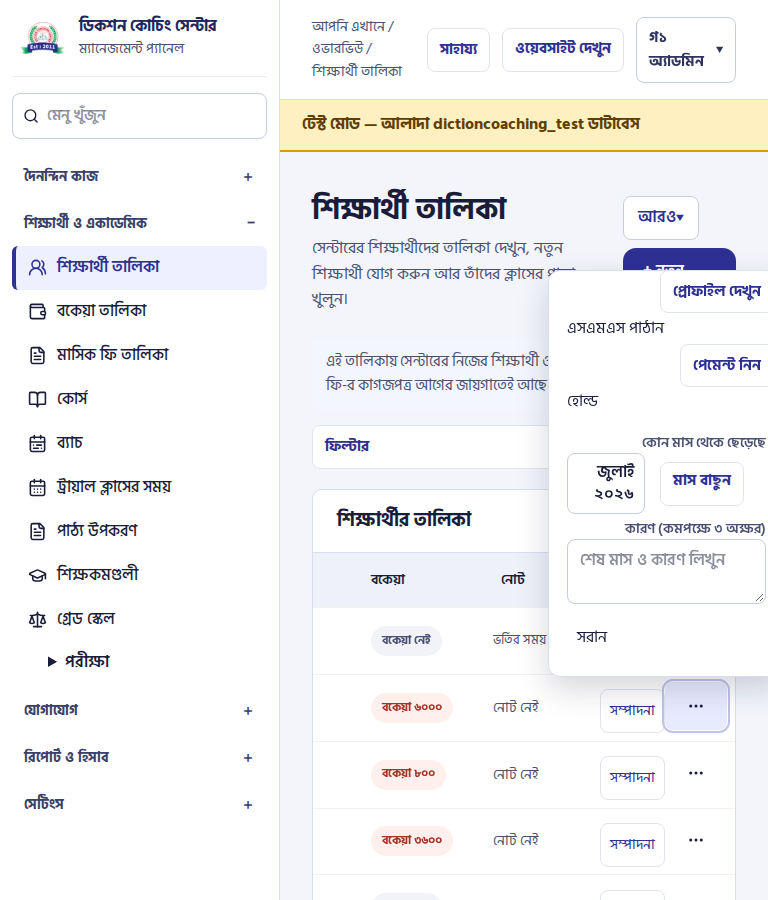 ডিকশন কোচিং সেন্টার
ম্যানেজমেন্ট প্যানেল
মেনু খুঁজুন
দৈনন্দিন কাজ +
শিক্ষার্থী ও একাডেমিক −
শিক্ষার্থী তালিকা
বকেয়া তালিকা
মাসিক ফি তালিকা
কোর্স
ব্যাচ
ট্রায়াল ক্লাসের সময়
পাঠ্য উপকরণ
শিক্ষকমণ্ডলী
গ্রেড স্কেল
পরীক্ষা
যোগাযোগ +
রিপোর্ট ও হিসাব +
সেটিংস +
আপনি এখানে /
ওভারভিউ /
শিক্ষার্থী তালিকা
সাহায্য
ওয়েবসাইট দেখুন
গ১
অ্যাডমিন
টেস্ট মোড — আলাদা dictioncoaching_test ডাটাবেস
শিক্ষার্থী তালিকা
সেন্টারের শিক্ষার্থীদের তালিকা দেখুন, নতুন
শিক্ষার্থী যোগ করুন আর তাঁদের ক্লাসের
খুলুন।
আরও▾
এই তালিকায় সেন্টারের নিজের শিক্ষার্থী
ফি-র কাগজপত্র আগের জায়গাতেই আছে
ফিল্টার
শিক্ষার্থীর তালিকা
বকেয়া নোট
বকেয়া নেই ভর্তির সময়
বকেয়া ৬০০০ নোট নেই সম্পাদনা ...
বকেয়া ৮০০ নোট নেই সম্পাদনা ...
বকেয়া ৩৬০০ নোট নেই সম্পাদনা ...
প্রোফাইল দেখুন
এসএমএস পাঠান
পেমেন্ট নিন
হোল্ড
কোন মাস থেকে ছেড়েছে
জুলাই
২০২৬
মাস বাছুন
কারণ (কমপক্ষে ৩ অক্ষর)
শেষ মাস ও কারণ লিখুন
সরান